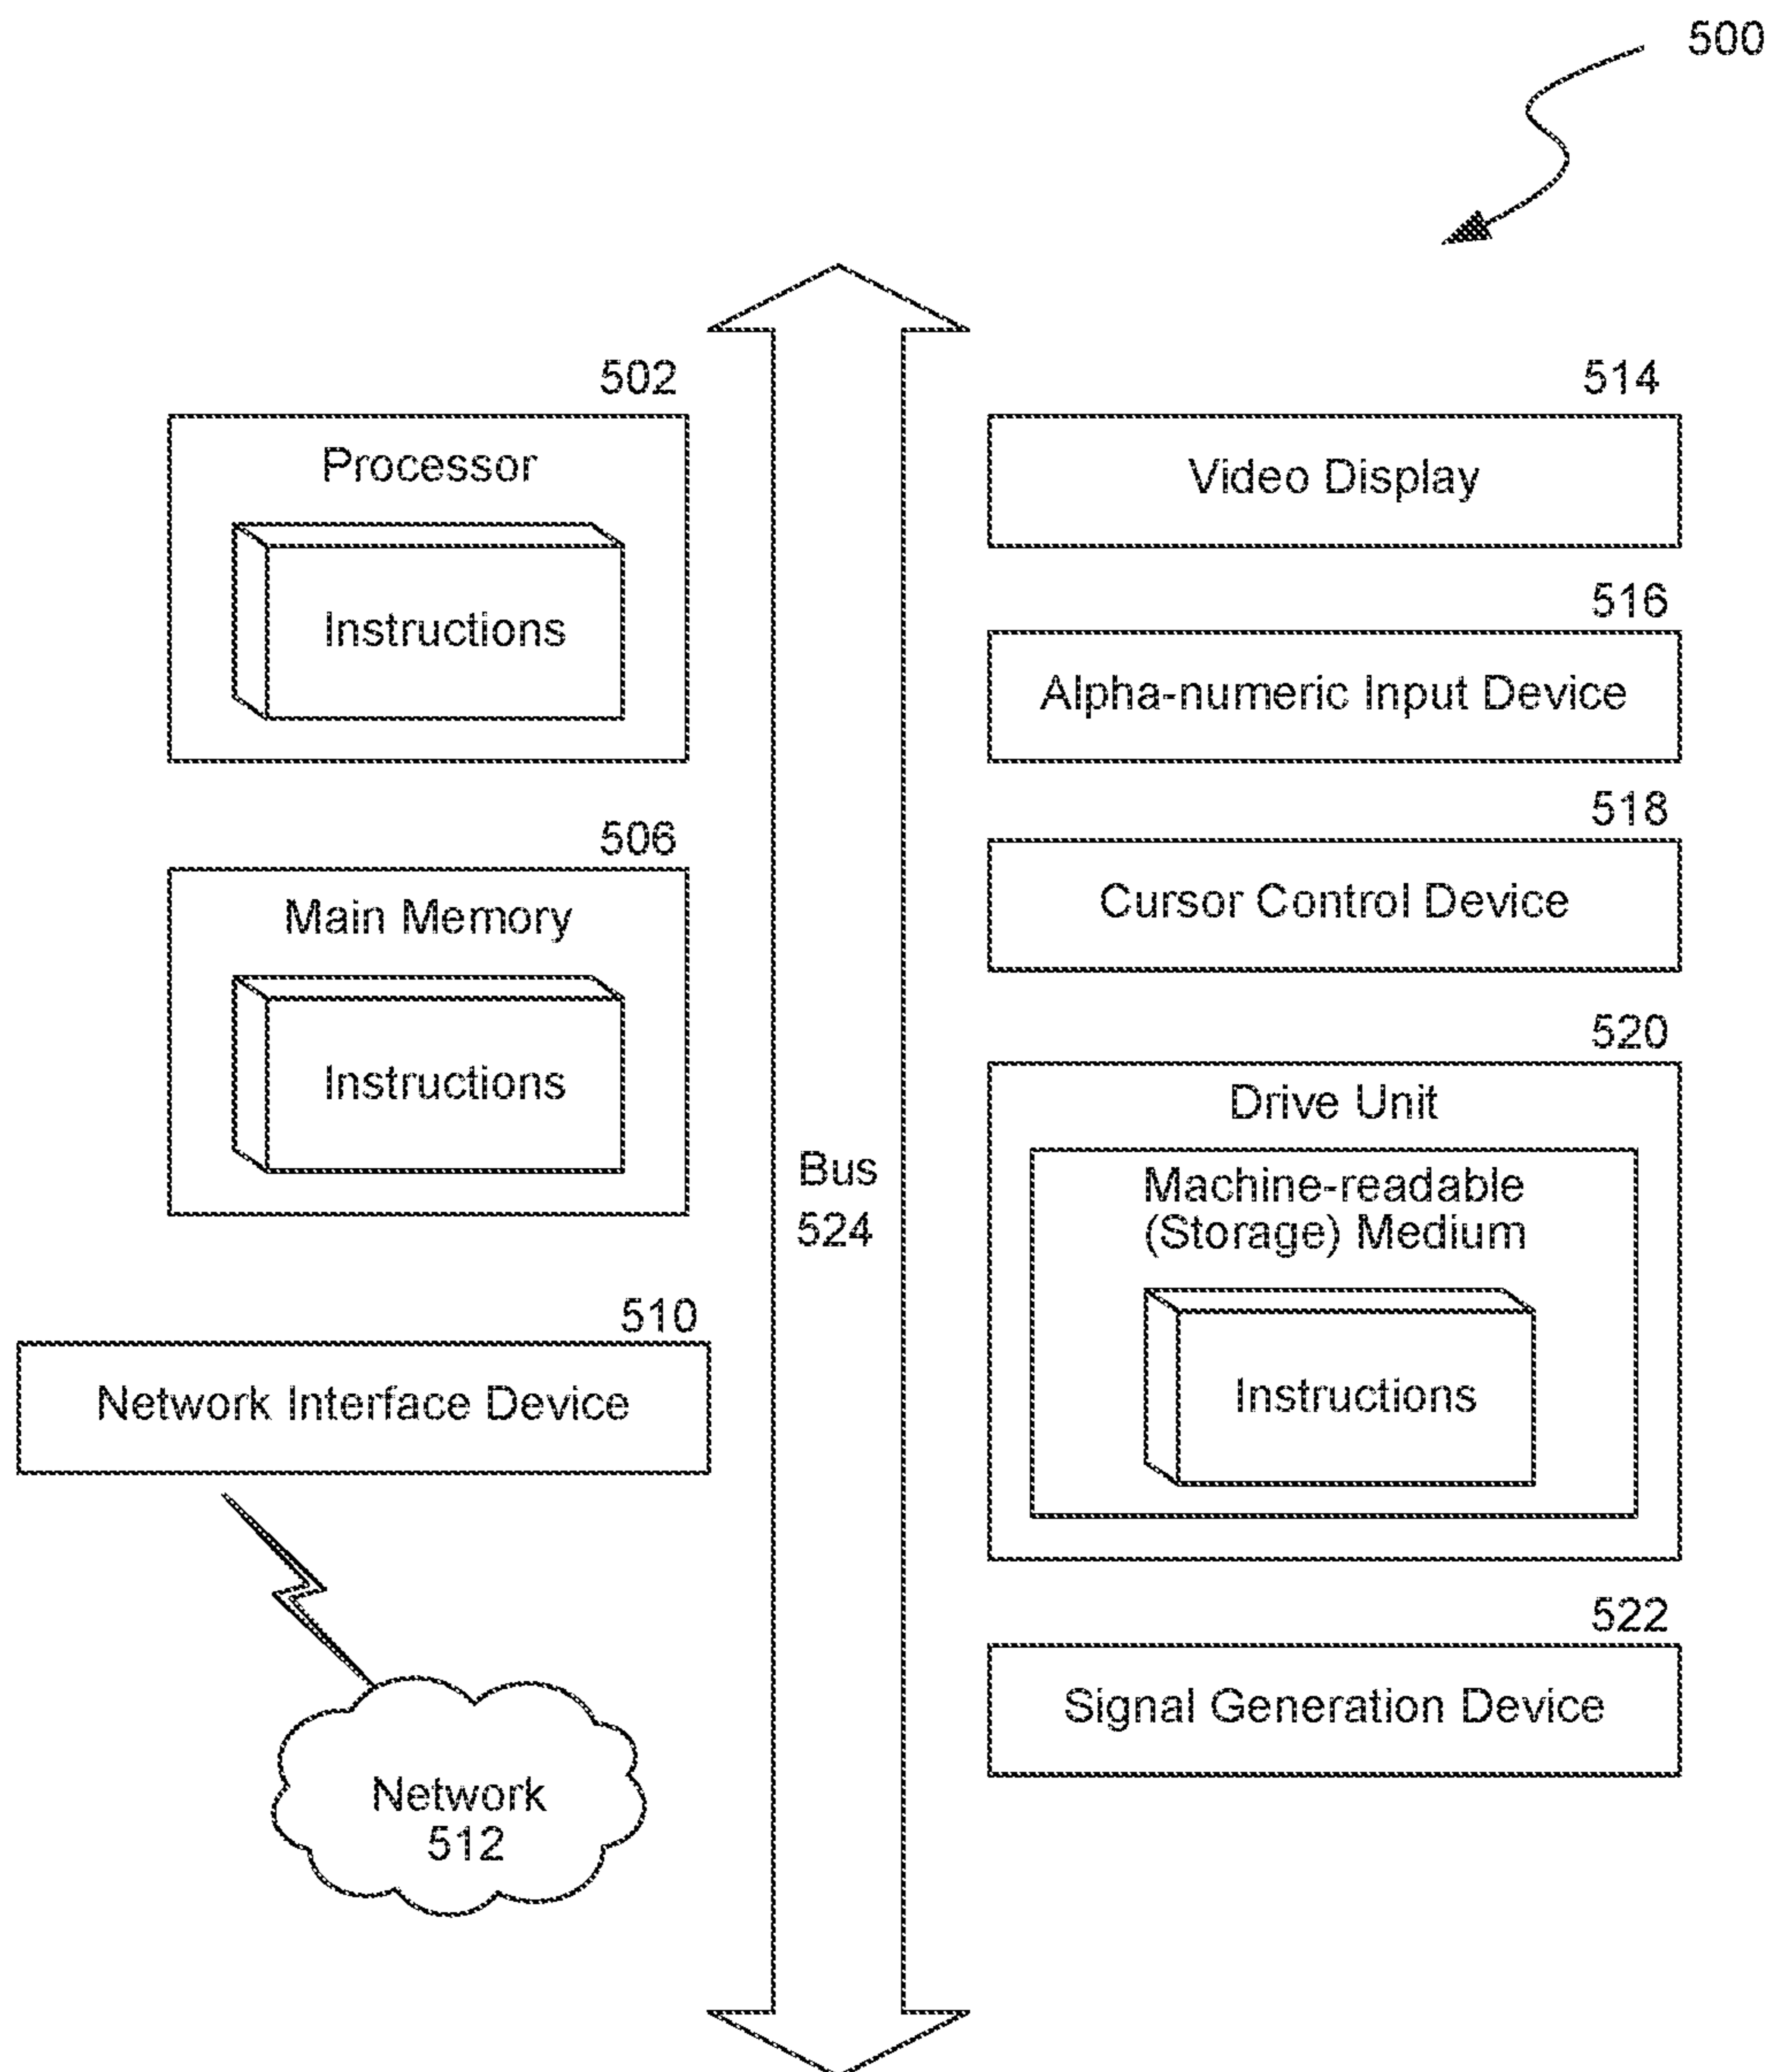 500
502
Processor
Instructions
506
Main Memory
Instructions
510
Network Interface Device
Network
512
Bus
524
514
Video Display
516
Alpha-numeric Input Device
518
Cursor Control Device
520
Drive Unit
Machine-readable
(Storage) Medium
Instructions
522
Signal Generation Device